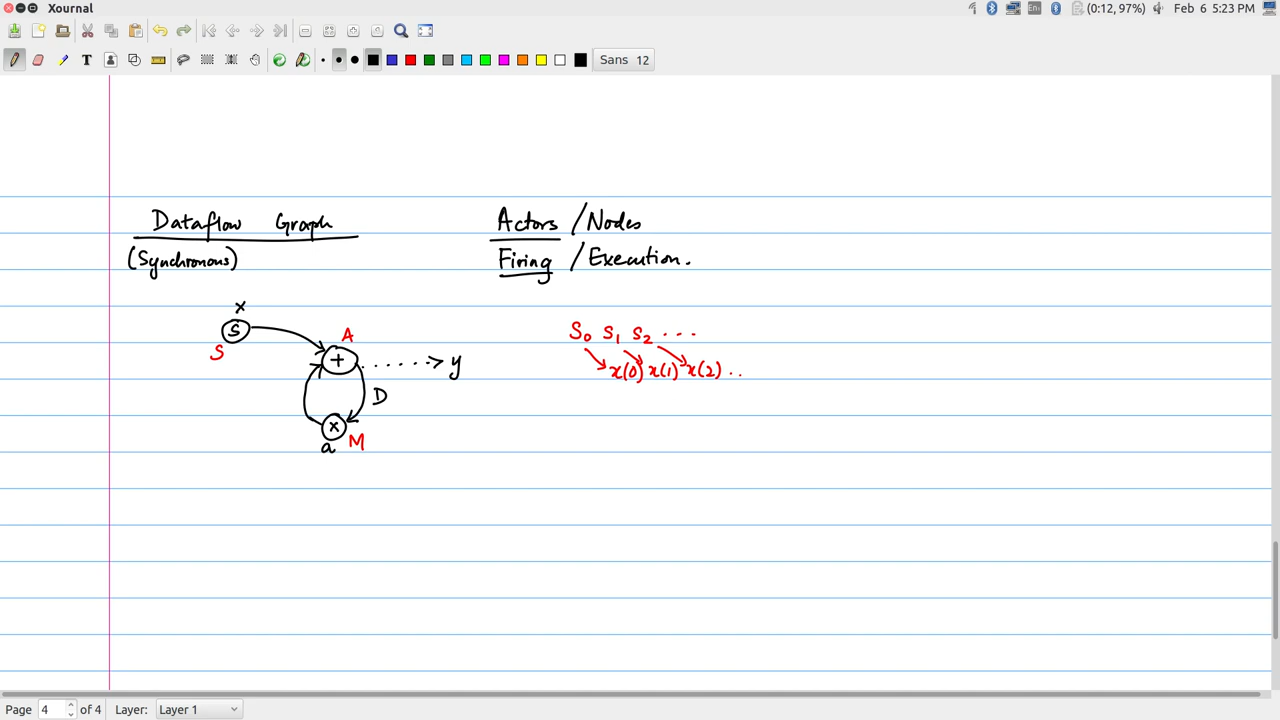 Xournal
(0:12, 97%) Feb 6 5:23 PM
Sans 12
Dataflow Graph
(Synchronous)
Actors / Nodes
Firing / Execution.
x
S
S
A
+
y
D
x
a
M
S0 S1 S2 ...
x(0) x(1) x(2) ..
Page 4 of 4 Layer: Layer 1